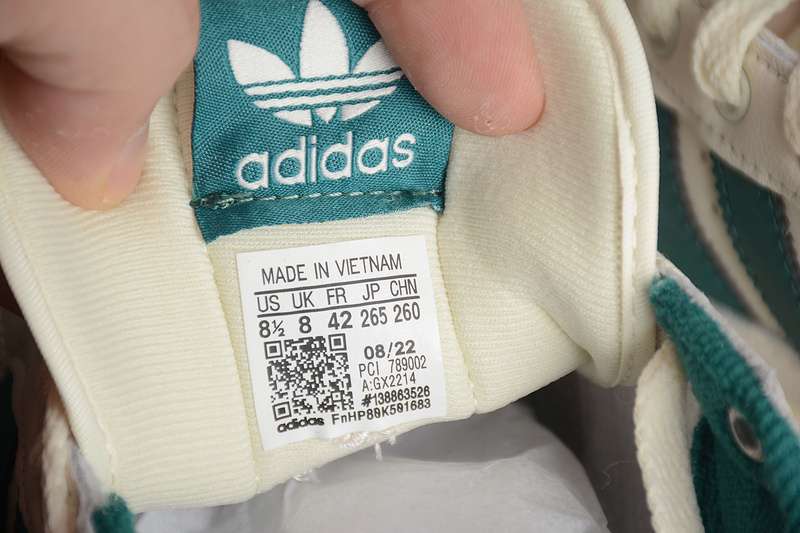 adidas
MADE IN VIETNAM
US UK FR JP CHN
8½ 8 42 265 260
08/22
PCI 789002
A:GX2214
#138863526
adidas FnHP80K501683